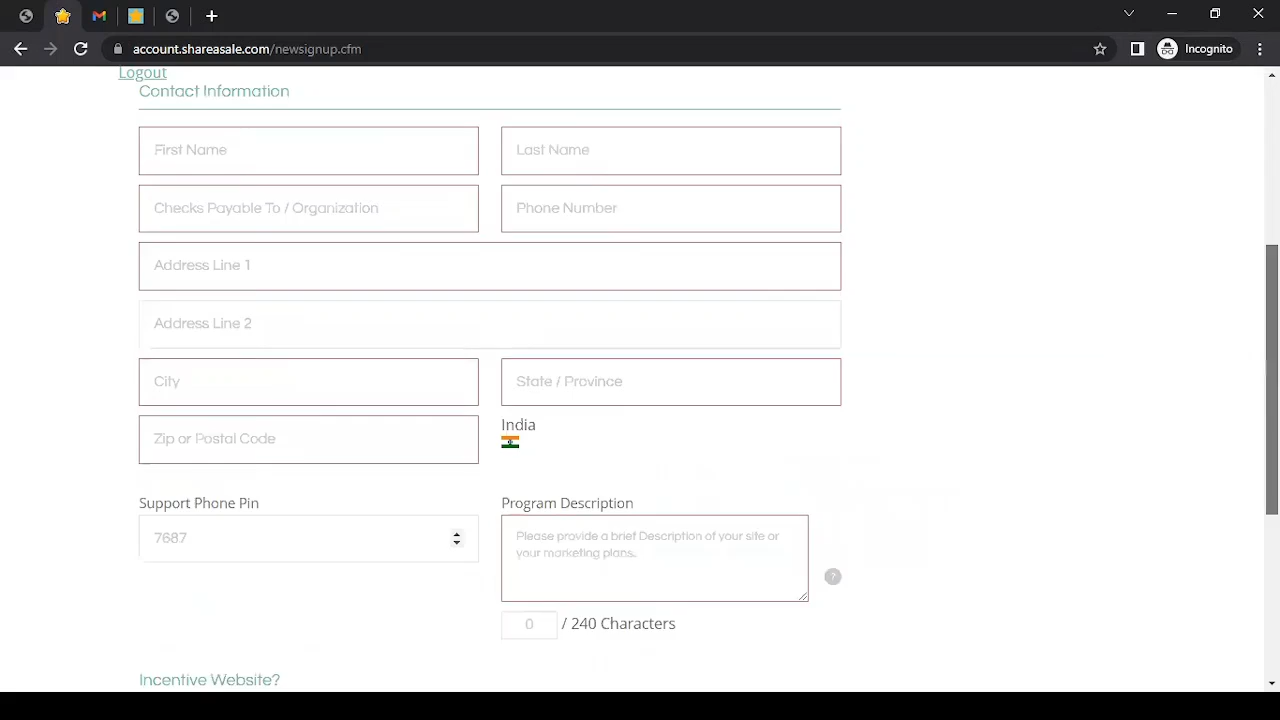 account.shareasale.com/newsignup.cfm
Incognito
Logout
Contact Information
First Name
Last Name
Checks Payable To / Organization
Phone Number
Address Line 1
Address Line 2
City
State / Province
Zip or Postal Code
India
Support Phone Pin
Program Description
7687
Please provide a brief Description of your site or
your marketing plans.
?
0 / 240 Characters
Incentive Website?